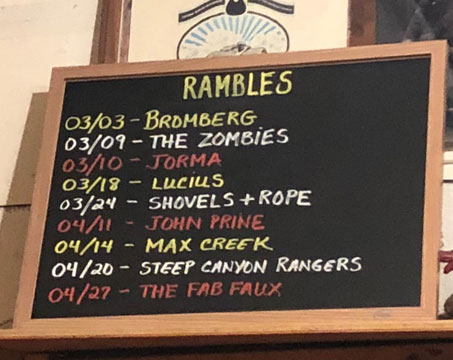 RAMBLES
03/03 - BROMBERG
03/09 - THE ZOMBIES
03/10 - JORMA
03/18 - LUCIUS
03/24 - SHOVELS + ROPE
04/11 - JOHN PRINE
04/14 - MAX CREEK
04/20 - STEEP CANYON RANGERS
04/27 - THE FAB FAUX